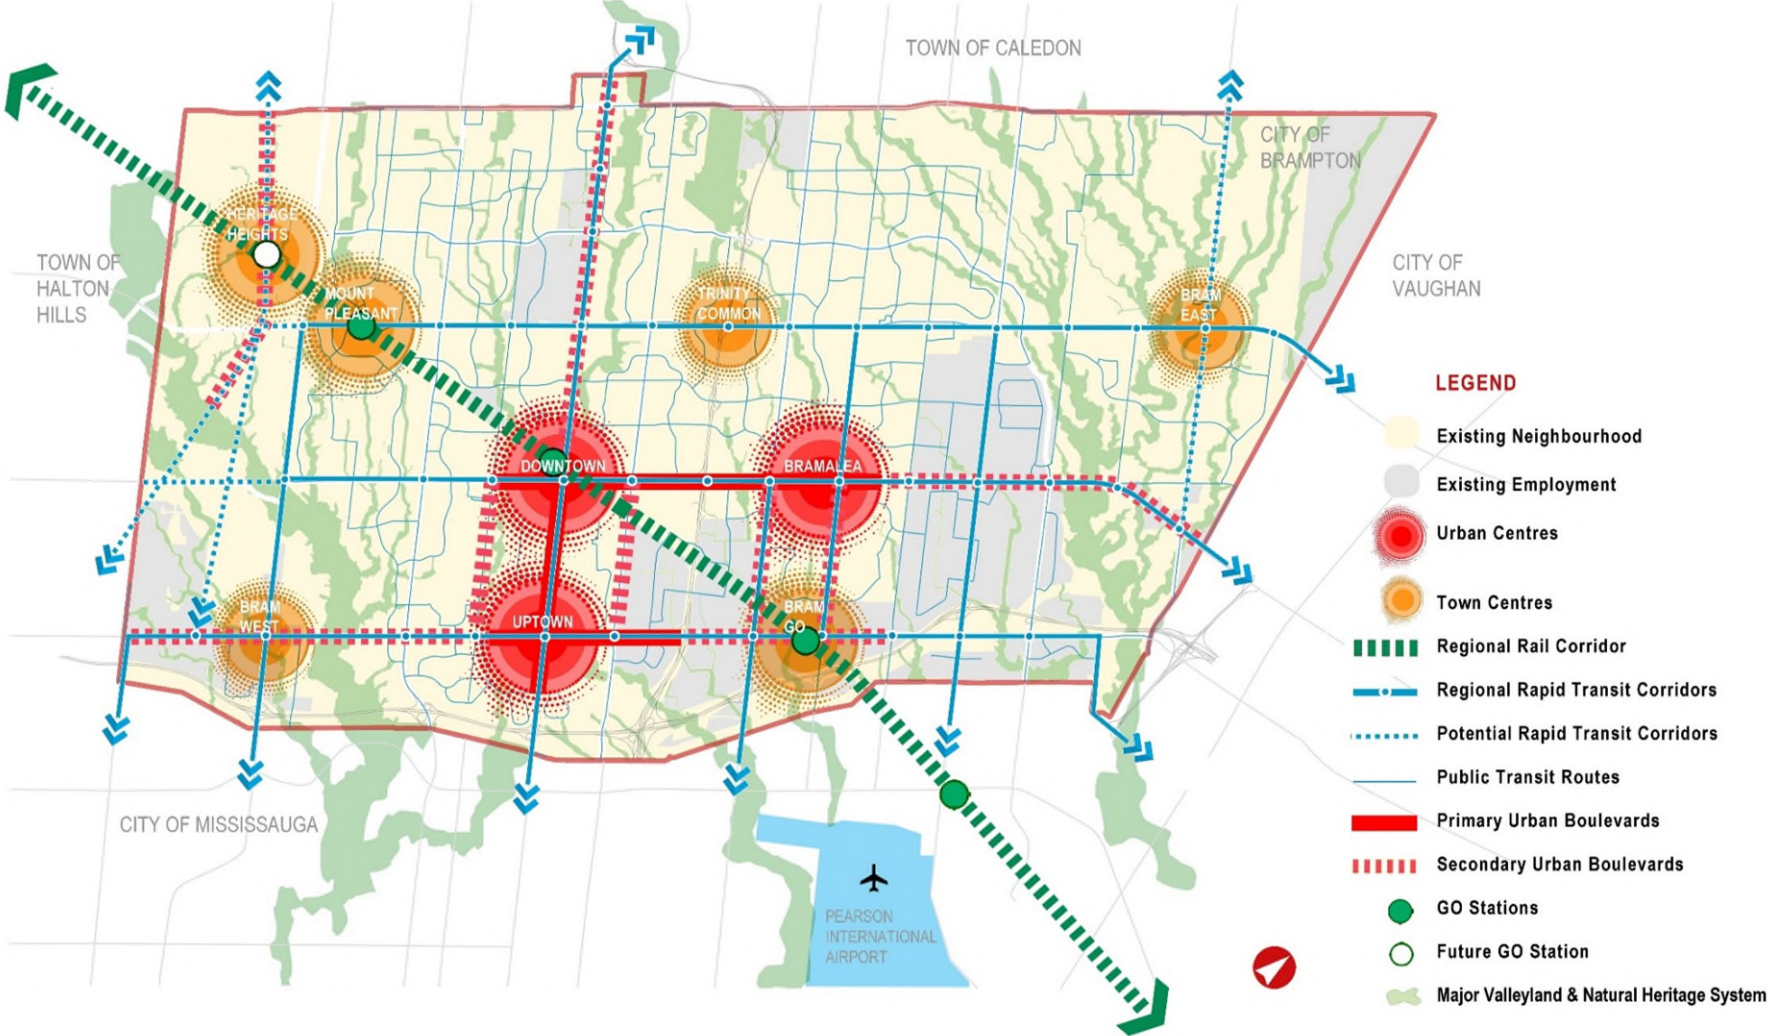 TOWN OF CALEDON
CITY OF
BRAMPTON
HERITAGE
HEIGHTS
TOWN OF
HALTON
HILLS
MOUNT
PLEASANT
TRINITY
COMMON
BRAM
EAST
CITY OF
VAUGHAN
DOWNTOWN
BRAMALEA
BRAM
WEST
UPTOWN
BRAM
GO
CITY OF MISSISSAUGA
PEARSON
INTERNATIONAL
AIRPORT
LEGEND
Existing Neighbourhood
Existing Employment
Urban Centres
Town Centres
Regional Rail Corridor
Regional Rapid Transit Corridors
Potential Rapid Transit Corridors
Public Transit Routes
Primary Urban Boulevards
Secondary Urban Boulevards
GO Stations
Future GO Station
Major Valleyland & Natural Heritage System